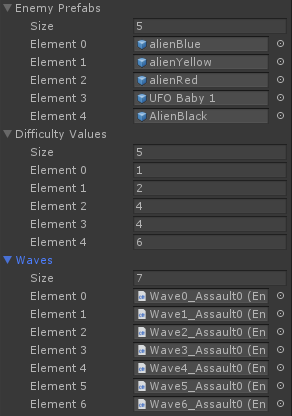 Enemy Prefabs
Size 5
Element 0 alienBlue
Element 1 alienYellow
Element 2 alienRed
Element 3 UFO Baby 1
Element 4 AlienBlack
Difficulty Values
Size 5
Element 0 1
Element 1 2
Element 2 4
Element 3 4
Element 4 6
Waves
Size 7
Element 0 Wave0_Assault0 (En
Element 1 Wave1_Assault0 (En
Element 2 Wave2_Assault0 (En
Element 3 Wave3_Assault0 (En
Element 4 Wave4_Assault0 (En
Element 5 Wave5_Assault0 (En
Element 6 Wave6_Assault0 (En